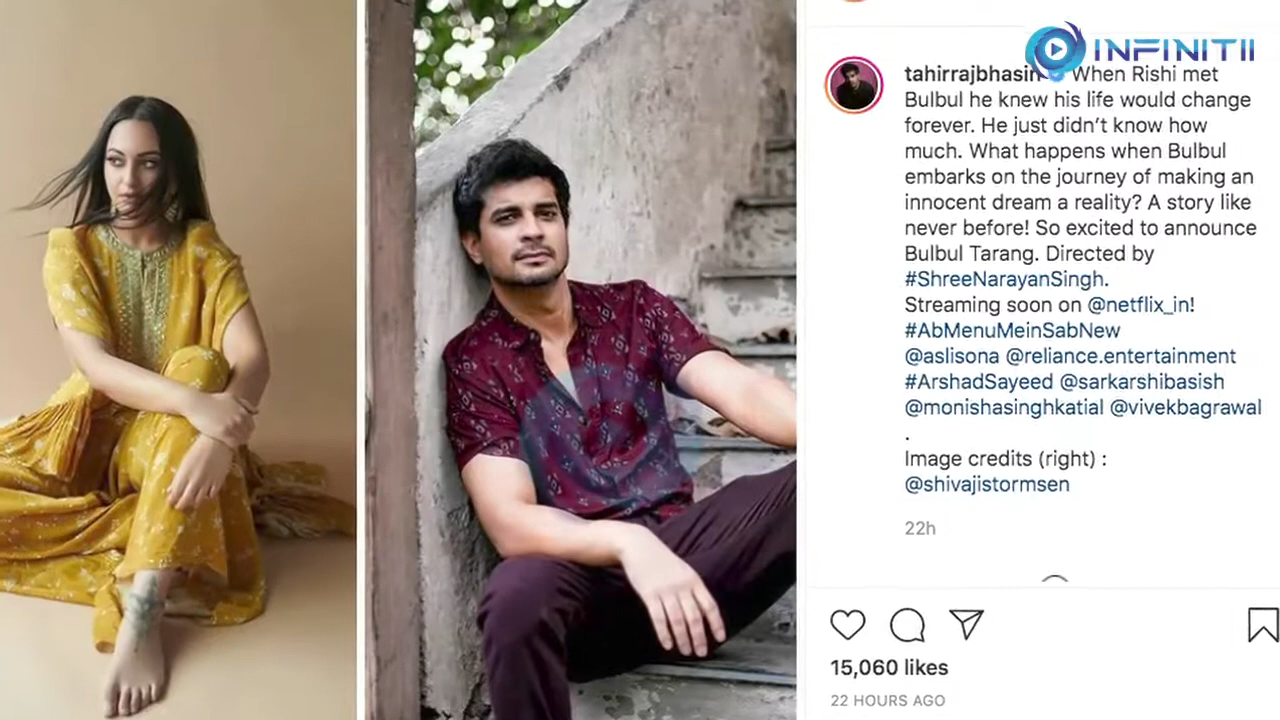 INFINITII
tahirrajbhasin When Rishi met
Bulbul he knew his life would change
forever. He just didn't know how
much. What happens when Bulbul
embarks on the journey of making an
innocent dream a reality? A story like
never before! So excited to announce
Bulbul Tarang. Directed by
#ShreeNarayanSingh.
Streaming soon on @netflix_in!
#AbMenuMeinSabNew
@aslisona @reliance.entertainment
#ArshadSayeed @sarkarshibasish
@monishasinghkatial @vivekbagrawal
.
Image credits (right) :
@shivajistormsen
22h
15,060 likes
22 HOURS AGO